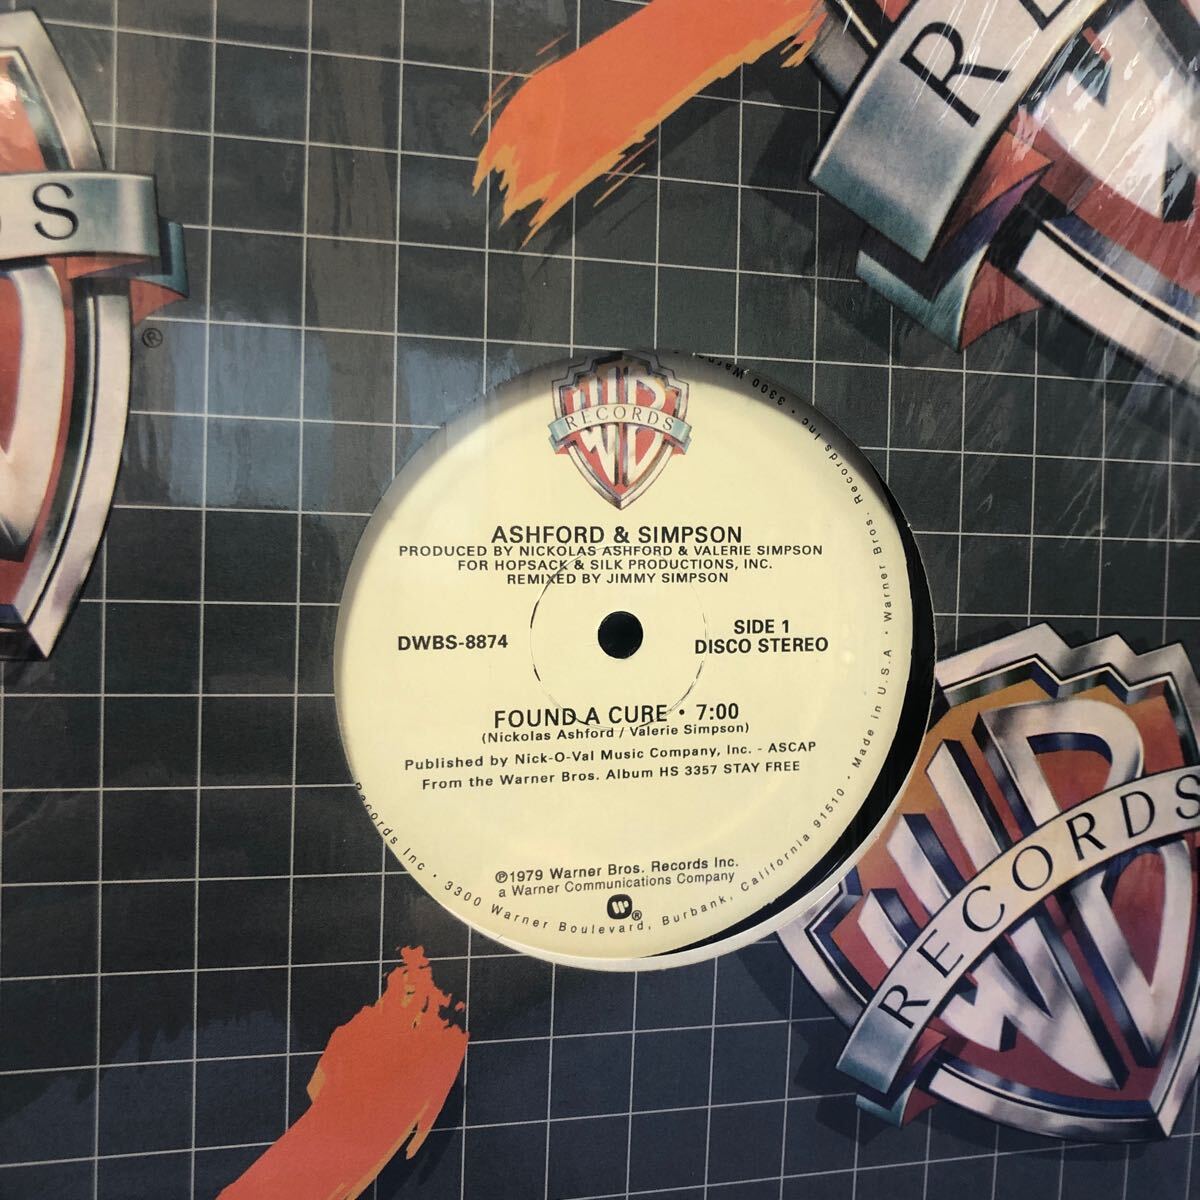 RE
DS
®
RECORDS
ASHFORD & SIMPSON
PRODUCED BY NICKOLAS ASHFORD & VALERIE SIMPSON
FOR HOPSACK & SILK PRODUCTIONS, INC.
REMIXED BY JIMMY SIMPSON
DWBS-8874
SIDE 1
DISCO STEREO
FOUND A CURE • 7:00
(Nickolas Ashford / Valerie Simpson)
Published by Nick-O-Val Music Company, Inc. - ASCAP
From the Warner Bros. Album HS 3357 STAY FREE
℗1979 Warner Bros. Records Inc.
a Warner Communications Company
®
Records Inc • 3300 Warner Boulevard, Burbank, California 91510 • Made in U.S.A. • Warner Bros. Records Inc • 3300 Warne
RECORDS